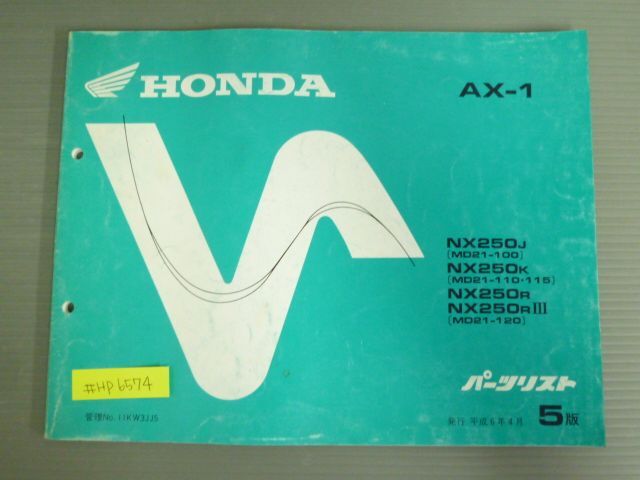 HONDA
AX-1
NX250J
(MD21-100)
NX250K
(MD21-110·115)
NX250R
NX250RIII
(MD21-120)
#HP6574
パーツリスト
管理No. 11KW3JJ5
発行 平成6年4月 5版